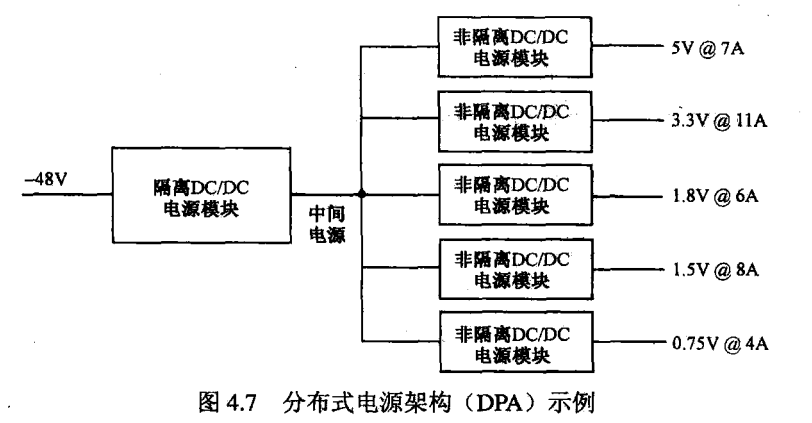 非隔离DC/DC
电源模块
5V @ 7A
非隔离DC/DC
电源模块
3.3V @ 11A
–48V
隔离DC/DC
电源模块
中间
电源
非隔离DC/DC
电源模块
1.8V @ 6A
非隔离DC/DC
电源模块
1.5V @ 8A
非隔离DC/DC
电源模块
0.75V @ 4A
图 4.7 分布式电源架构（DPA）示例